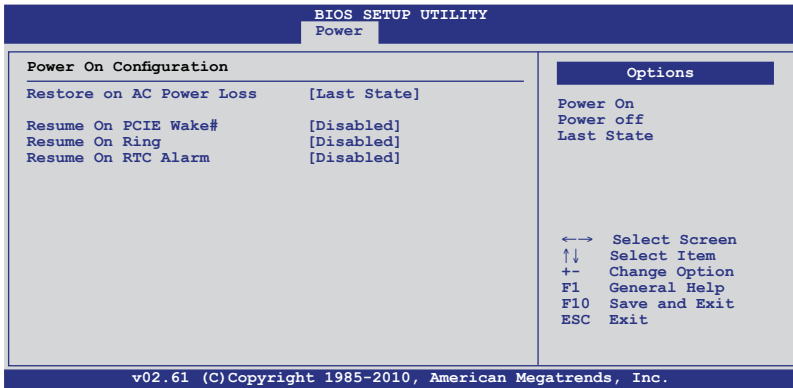 BIOS SETUP UTILITY
Power
Power On Configuration
Restore on AC Power Loss [Last State]
Resume On PCIE Wake# [Disabled]
Resume On Ring [Disabled]
Resume On RTC Alarm [Disabled]
Options
Power On
Power off
Last State
←→ Select Screen
↑↓ Select Item
+- Change Option
F1 General Help
F10 Save and Exit
ESC Exit
v02.61 (C)Copyright 1985-2010, American Megatrends, Inc.